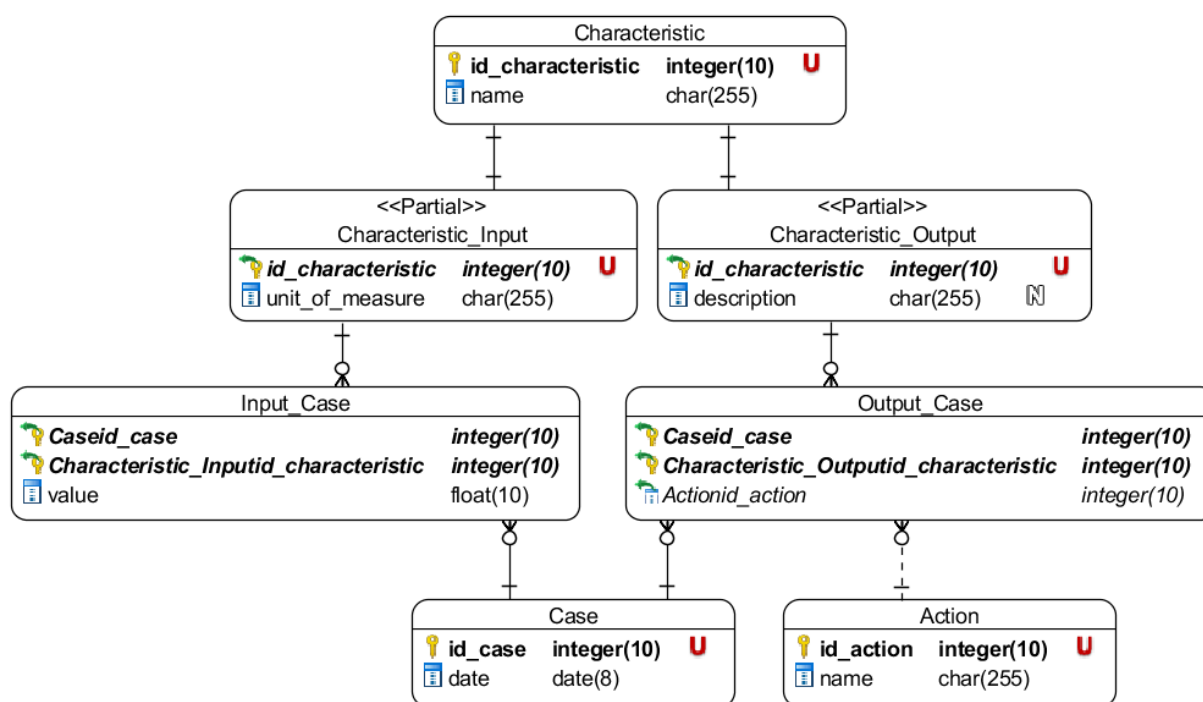 Characteristic
id_characteristic integer(10) U
name char(255)
<<Partial>>
Characteristic_Input
id_characteristic integer(10) U
unit_of_measure char(255)
<<Partial>>
Characteristic_Output
id_characteristic integer(10) U
description char(255) N
Input_Case
Caseid_case integer(10)
Characteristic_Inputid_characteristic integer(10)
value float(10)
Output_Case
Caseid_case integer(10)
Characteristic_Outputid_characteristic integer(10)
Actionid_action integer(10)
Case
id_case integer(10) U
date date(8)
Action
id_action integer(10) U
name char(255)